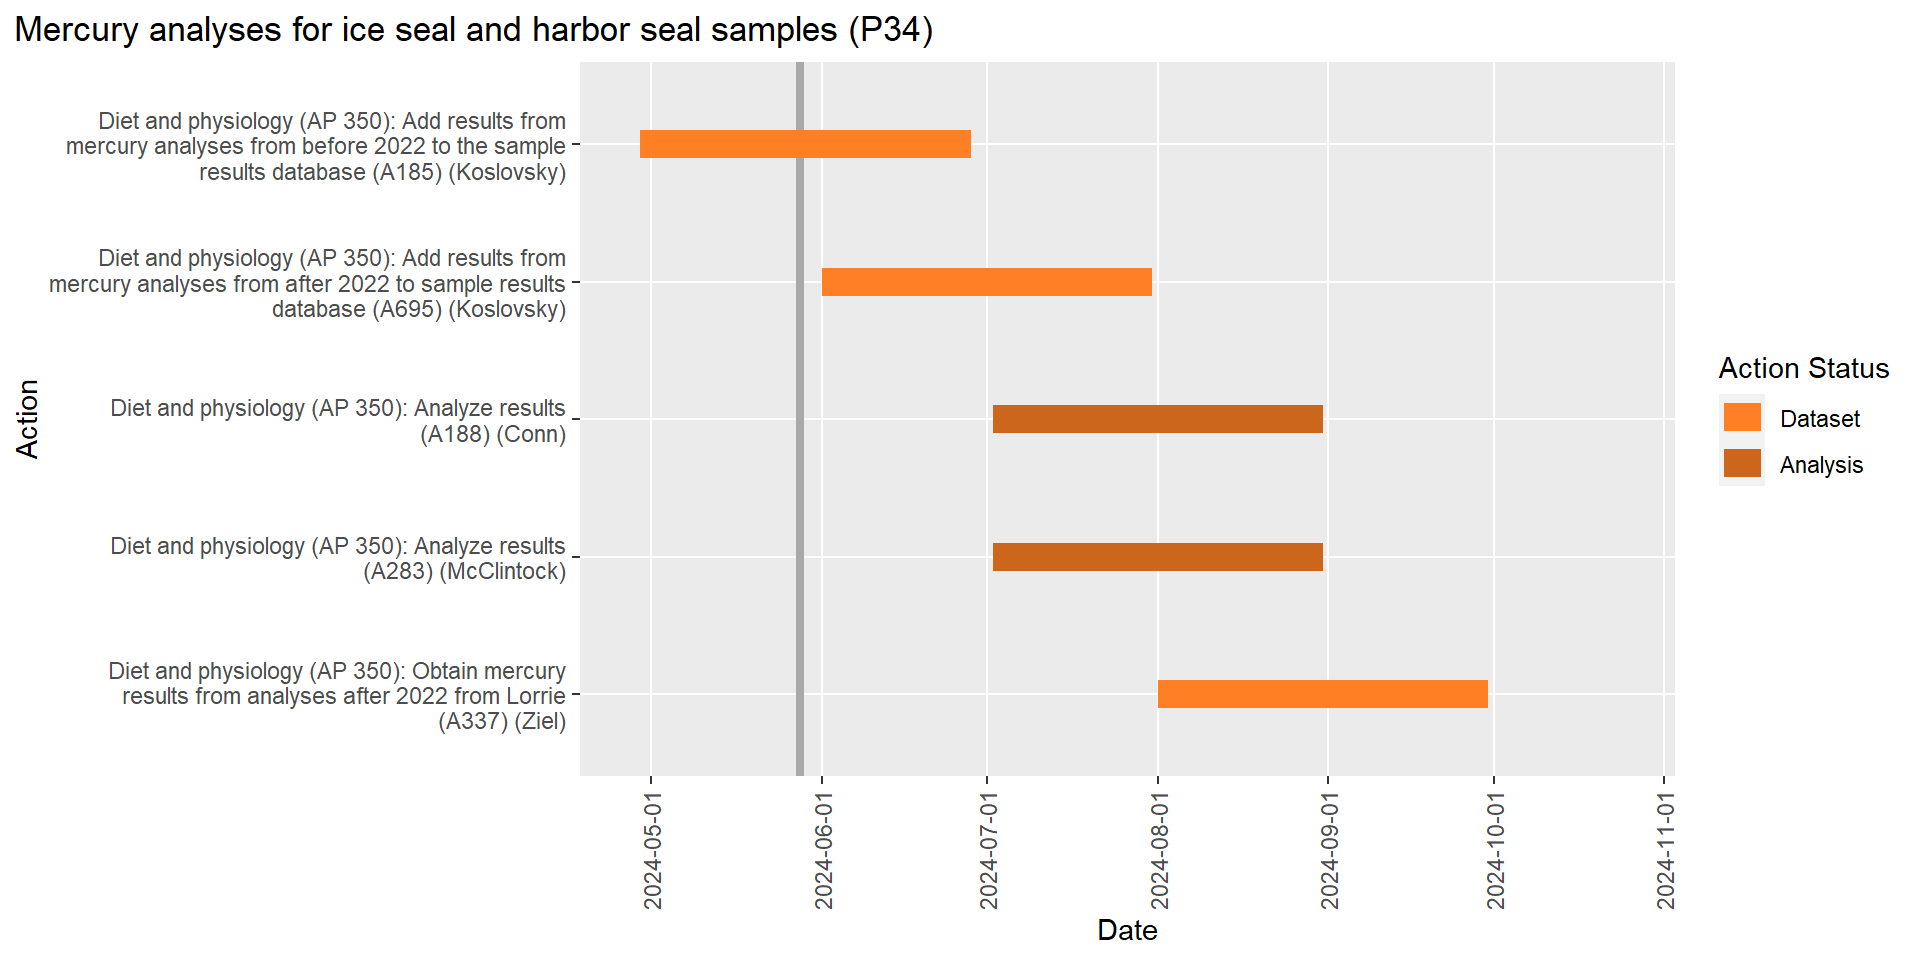 Mercury analyses for ice seal and harbor seal samples (P34)
Diet and physiology (AP 350): Add results from
mercury analyses from before 2022 to the sample
results database (A185) (Koslovsky)
Diet and physiology (AP 350): Add results from
mercury analyses from after 2022 to sample results
database (A695) (Koslovsky)
Diet and physiology (AP 350): Analyze results
(A188) (Conn)
Diet and physiology (AP 350): Analyze results
(A283) (McClintock)
Diet and physiology (AP 350): Obtain mercury
results from analyses after 2022 from Lorrie
(A337) (Ziel)
Action
2024-05-01
2024-06-01
2024-07-01
2024-08-01
2024-09-01
2024-10-01
2024-11-01
Date
Action Status
Dataset
Analysis